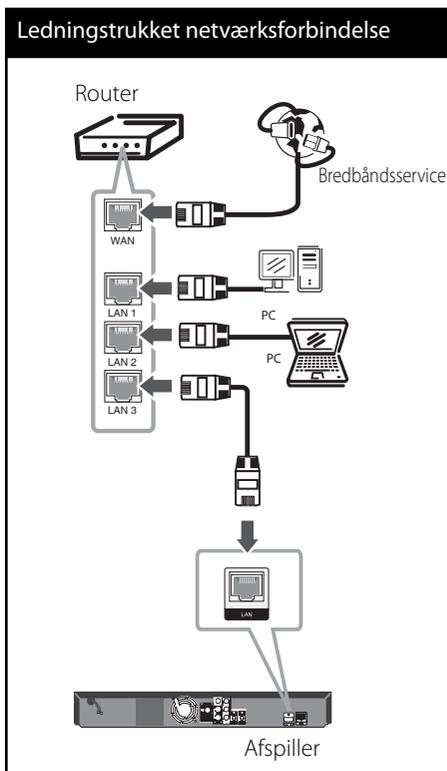 Ledningstrukket netværksforbindelse
Router
Bredbåndsservice
WAN
LAN 1
PC
LAN 2
PC
LAN 3
LAN
Afspiller